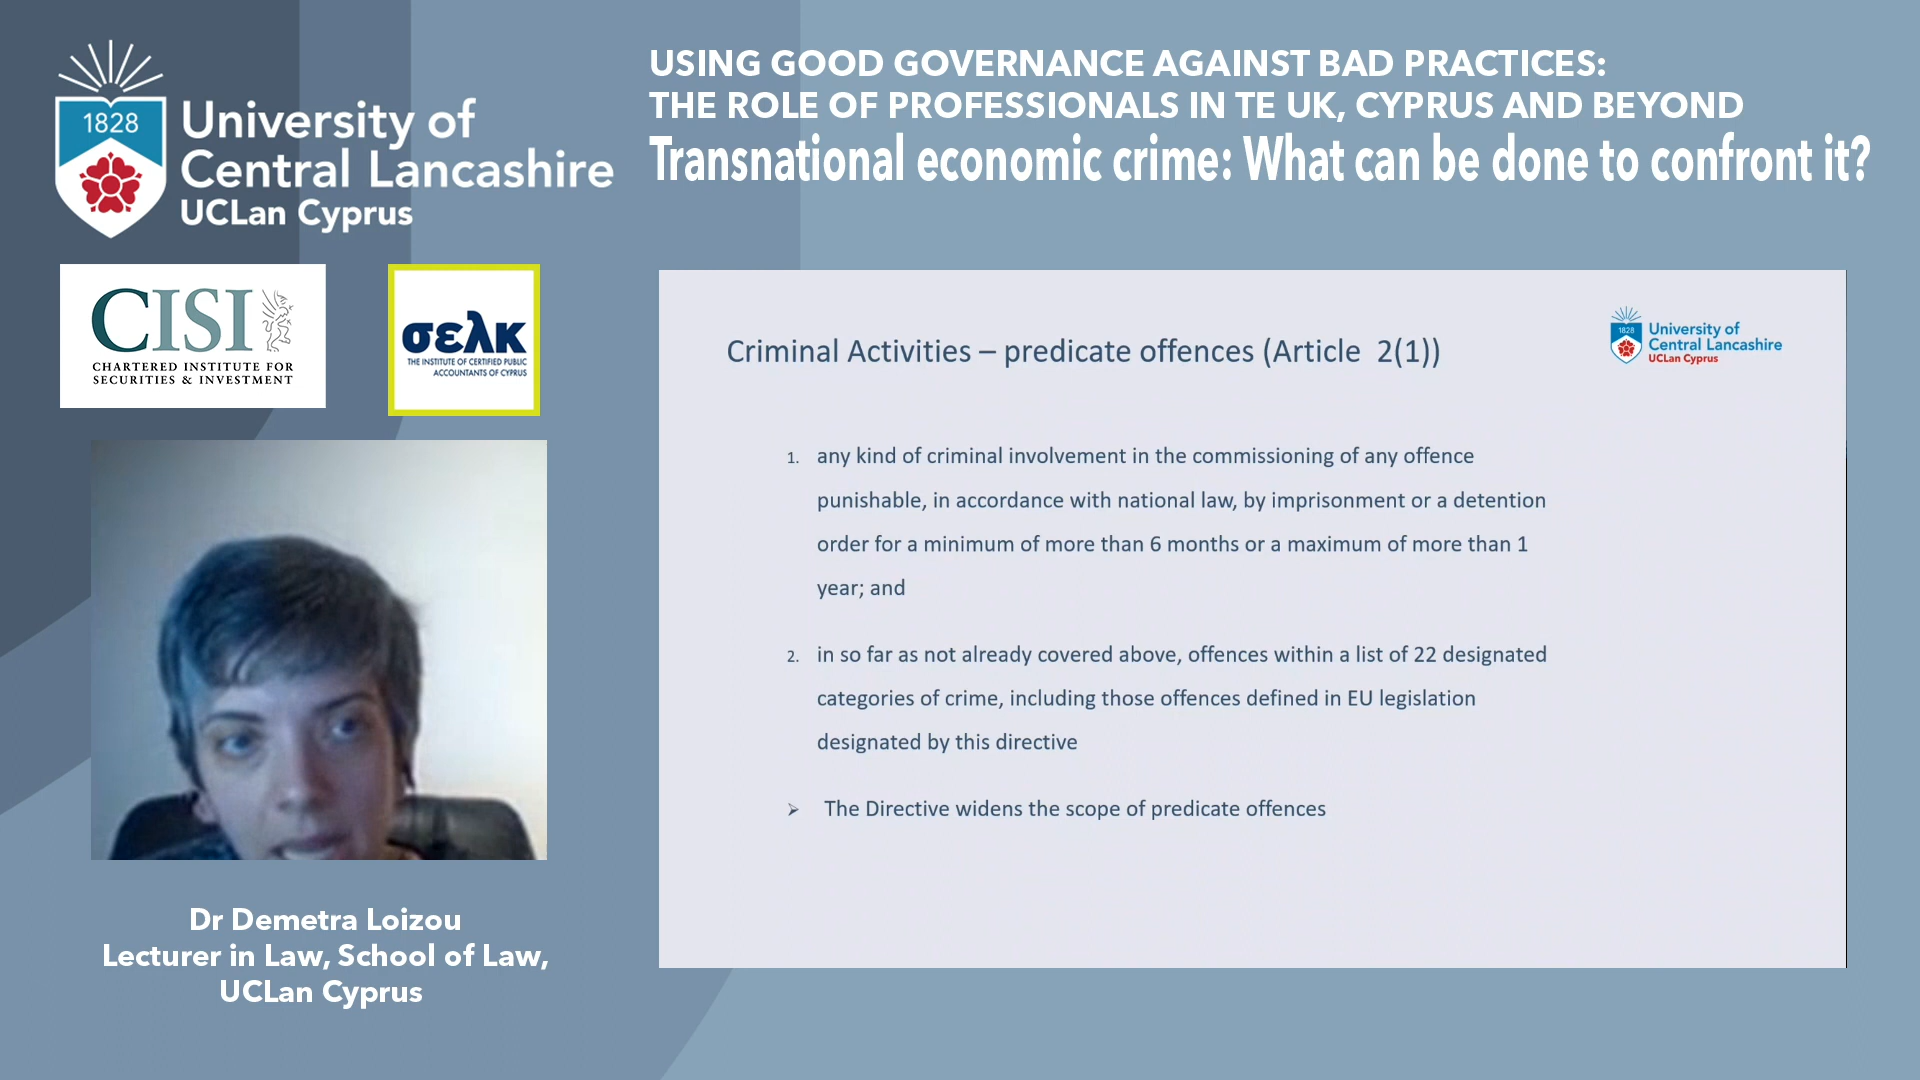 1828
University of
Central Lancashire
UCLan Cyprus
USING GOOD GOVERNANCE AGAINST BAD PRACTICES:
THE ROLE OF PROFESSIONALS IN TE UK, CYPRUS AND BEYOND
Transnational economic crime: What can be done to confront it?
CISI
CHARTERED INSTITUTE FOR
SECURITIES & INVESTMENT
σελκ
THE INSTITUTE OF CERTIFIED PUBLIC
ACCOUNTANTS OF CYPRUS
Criminal Activities – predicate offences (Article 2(1))
1828
University of
Central Lancashire
UCLan Cyprus
1. any kind of criminal involvement in the commissioning of any offence
punishable, in accordance with national law, by imprisonment or a detention
order for a minimum of more than 6 months or a maximum of more than 1
year; and
2. in so far as not already covered above, offences within a list of 22 designated
categories of crime, including those offences defined in EU legislation
designated by this directive
➢ The Directive widens the scope of predicate offences
Dr Demetra Loizou
Lecturer in Law, School of Law,
UCLan Cyprus